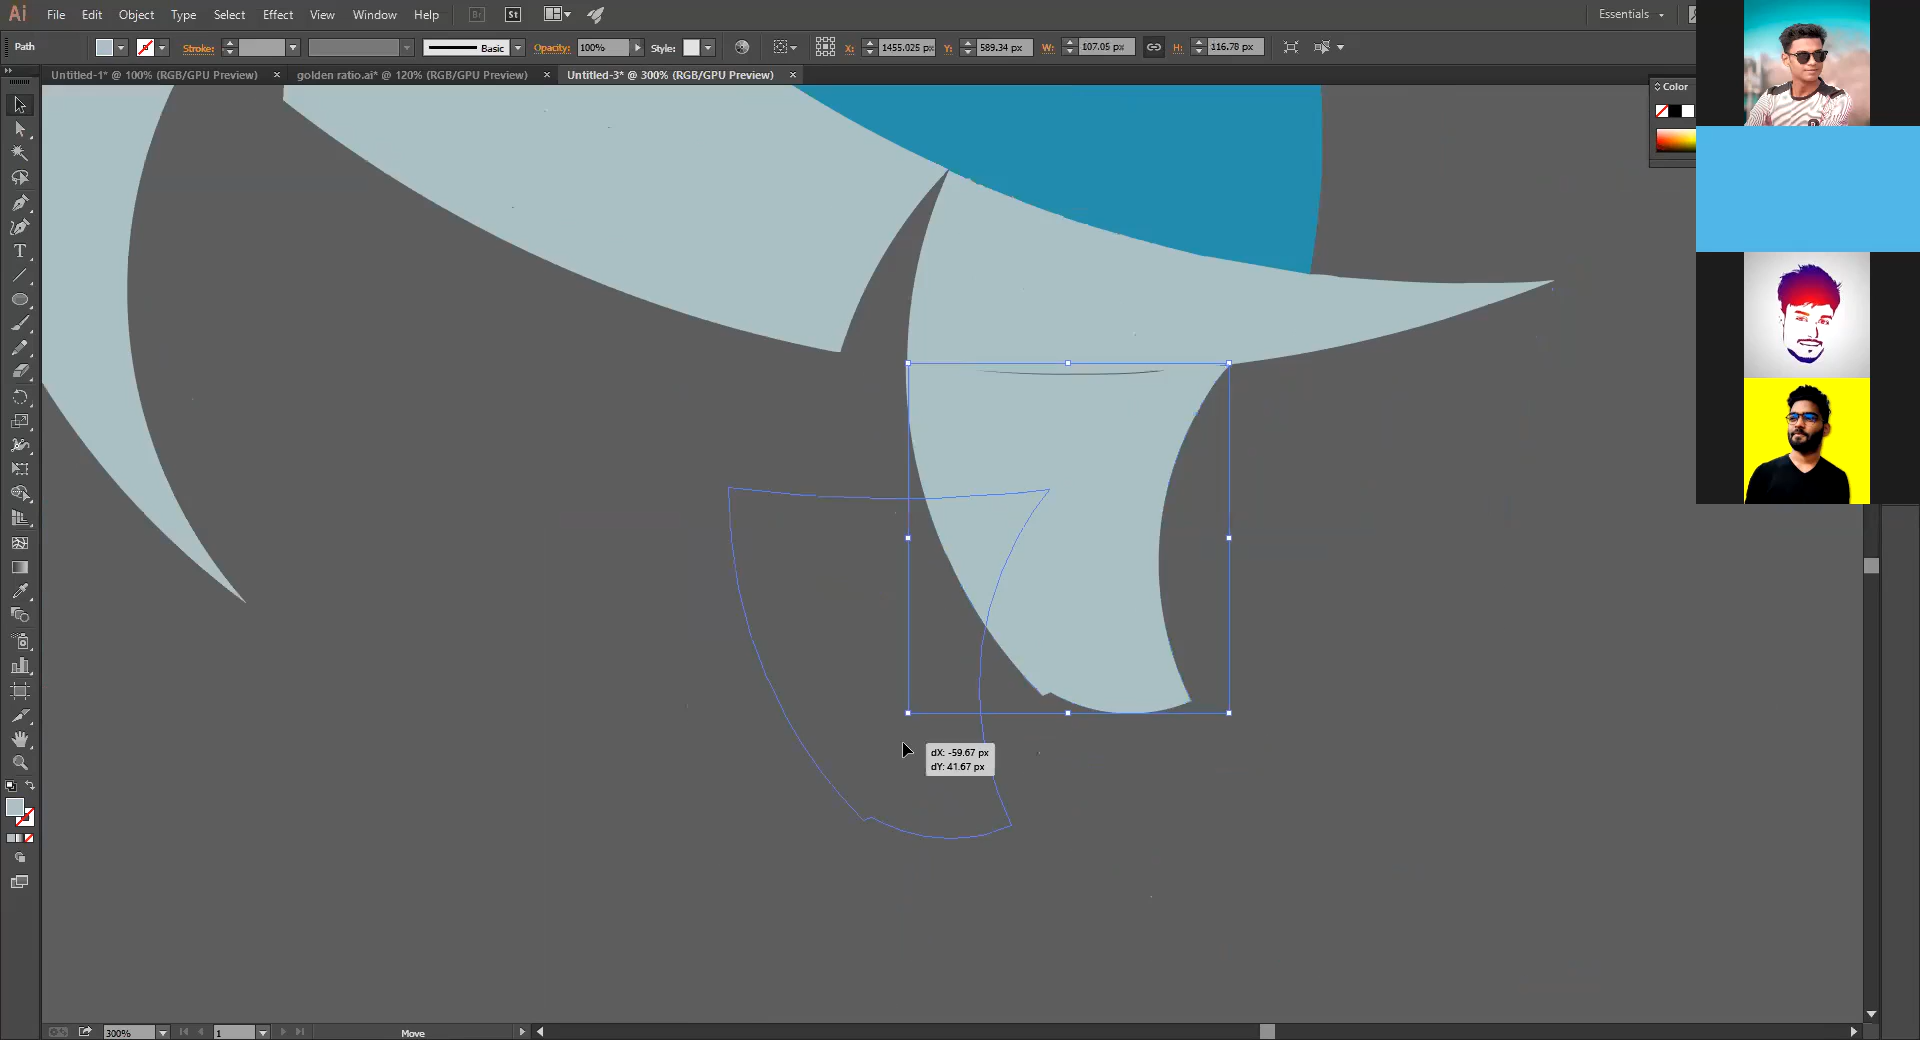 Ai File Edit Object Type Select Effect View Window Help Br St Essentials
Path Stroke: Basic Opacity: 100% Style: X: 1455.025 px Y: 589.34 px W: 107.05 px H: 116.78 px
Untitled-1* @ 100% (RGB/GPU Preview) × golden ratio.ai* @ 120% (RGB/GPU Preview) × Untitled-3* @ 300% (RGB/GPU Preview) ×
Color
T
dX: -59.67 px
dY: 41.67 px
300% 1 Move